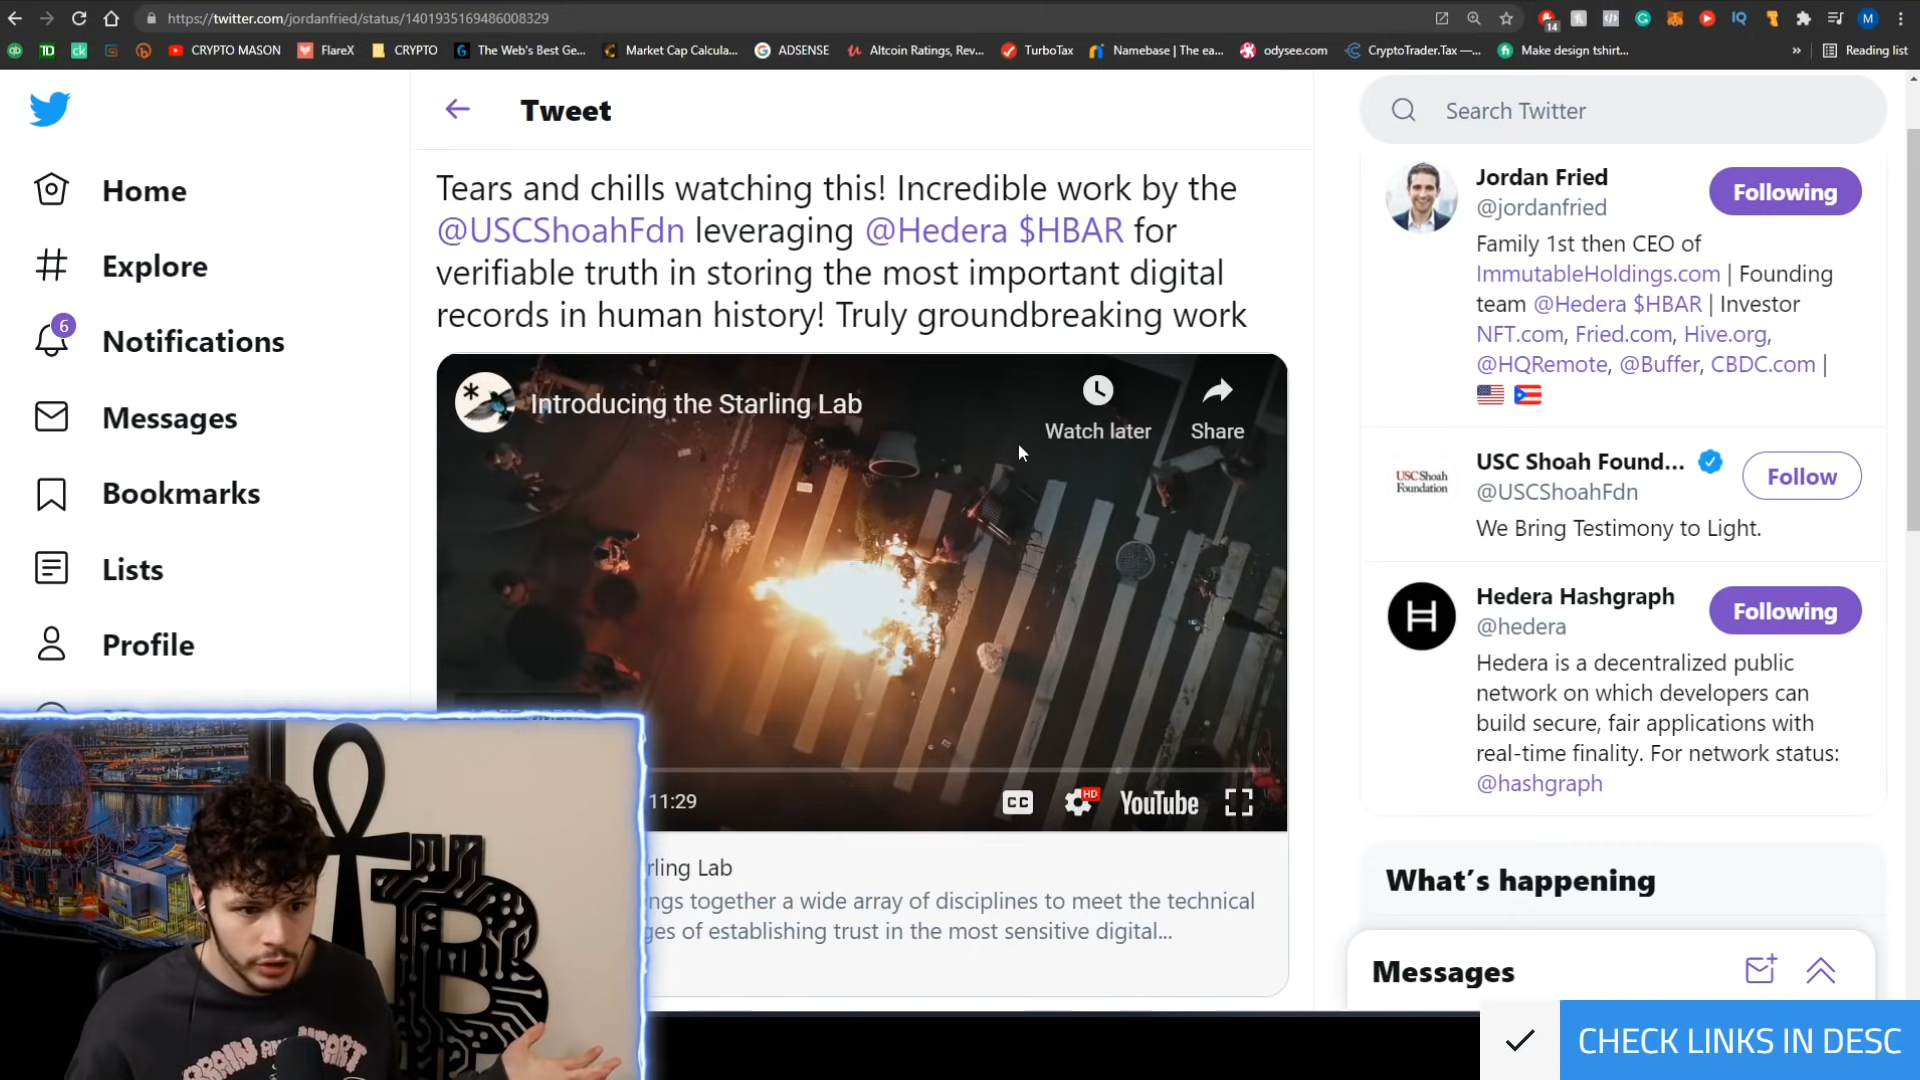 https://twitter.com/jordanfried/status/1401935169486008329
14
M
TD
ck
CRYPTO MASON
FlareX
CRYPTO
The Web's Best Ge...
Market Cap Calcula...
ADSENSE
Altcoin Ratings, Rev...
TurboTax
Namebase | The ea...
odysee.com
CryptoTrader.Tax —...
Make design tshirt...
»
Reading list
Home
Explore
6
Notifications
Messages
Bookmarks
Lists
Profile
Tweet
Tears and chills watching this! Incredible work by the
@USCShoahFdn leveraging @Hedera $HBAR for
verifiable truth in storing the most important digital
records in human history! Truly groundbreaking work
Introducing the Starling Lab
Watch later
Share
11:29
CC
HD
YouTube
rling Lab
ngs together a wide array of disciplines to meet the technical
ges of establishing trust in the most sensitive digital...
Search Twitter
Jordan Fried
@jordanfried
Following
Family 1st then CEO of
ImmutableHoldings.com | Founding
team @Hedera $HBAR | Investor
NFT.com, Fried.com, Hive.org,
@HQRemote, @Buffer, CBDC.com |
USC Shoah Foundation
USC Shoah Found...
@USCShoahFdn
Follow
We Bring Testimony to Light.
Hedera Hashgraph
@hedera
Following
Hedera is a decentralized public
network on which developers can
build secure, fair applications with
real-time finality. For network status:
@hashgraph
What's happening
Messages
CHECK LINKS IN DESC